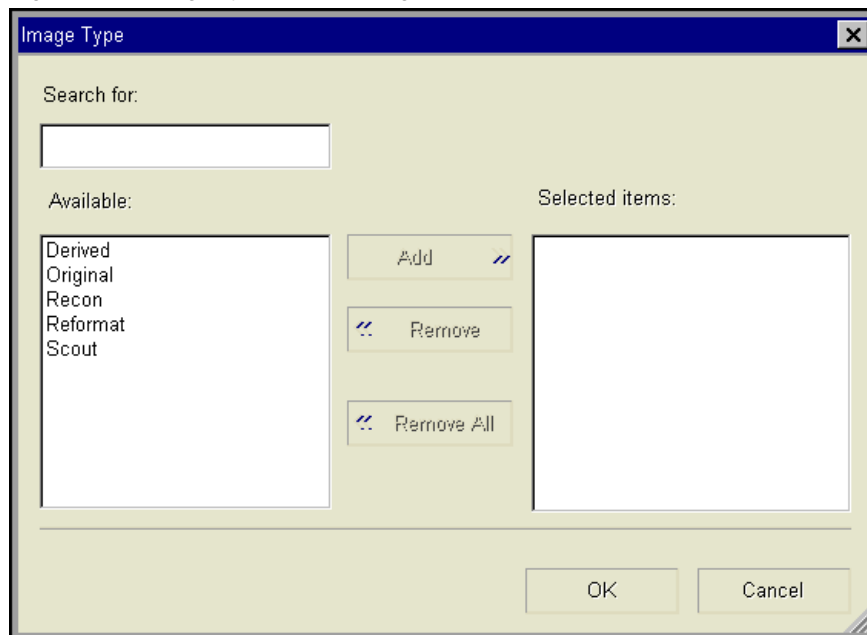 Image Type
Search for:
Available:
Selected items:
Derived
Original
Recon
Reformat
Scout
Add
Remove
Remove All
OK
Cancel